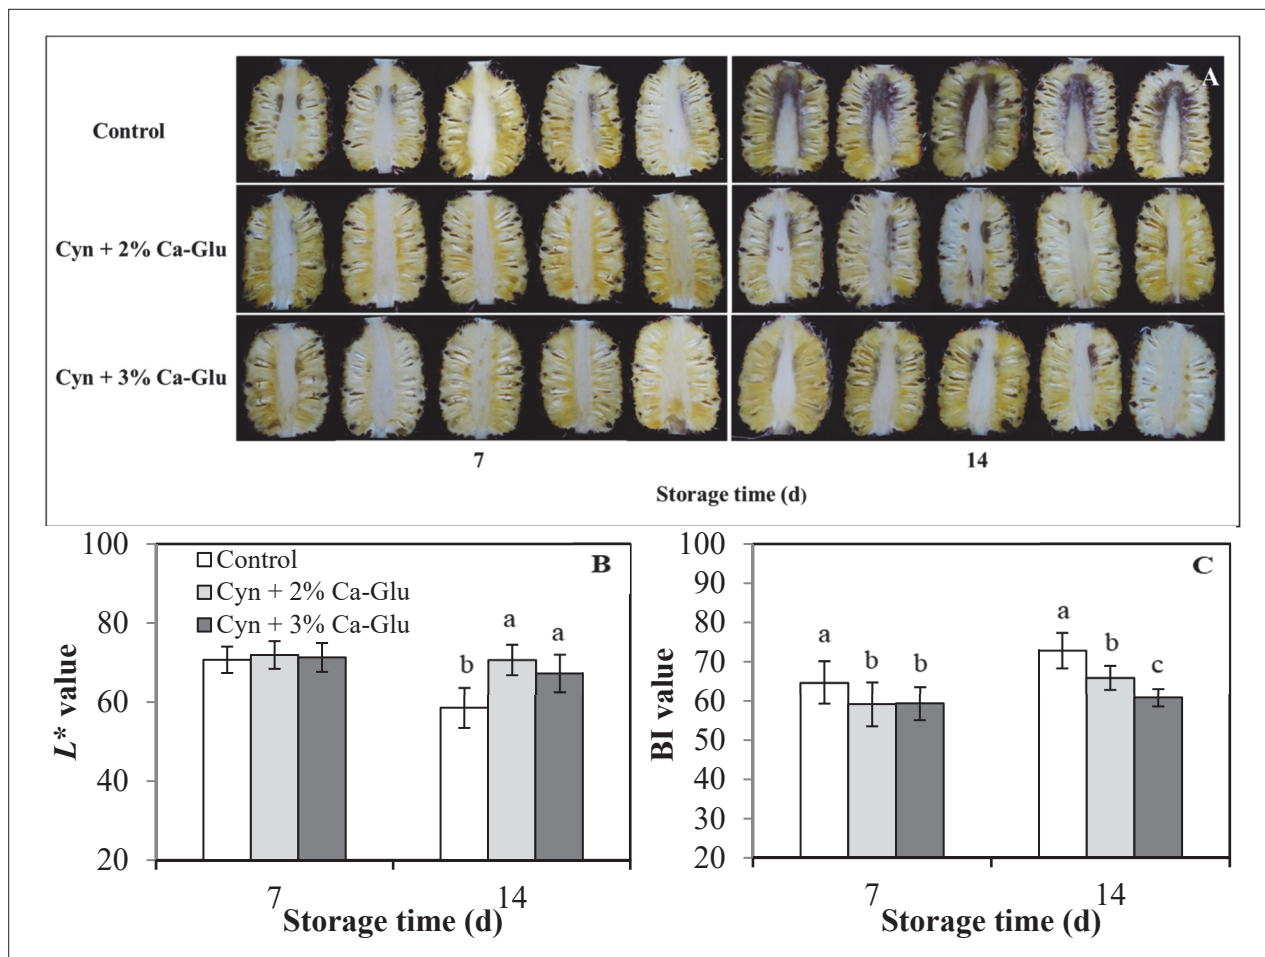 A
Control
Cyn + 2% Ca-Glu
Cyn + 3% Ca-Glu
7 14
Storage time (d)
B
Control
Cyn + 2% Ca-Glu
Cyn + 3% Ca-Glu
L* value
100
80
60
40
20
b a a
7 14
Storage time (d)
C
BI value
100
90
80
70
60
50
40
30
20
a b b a b c
7 14
Storage time (d)